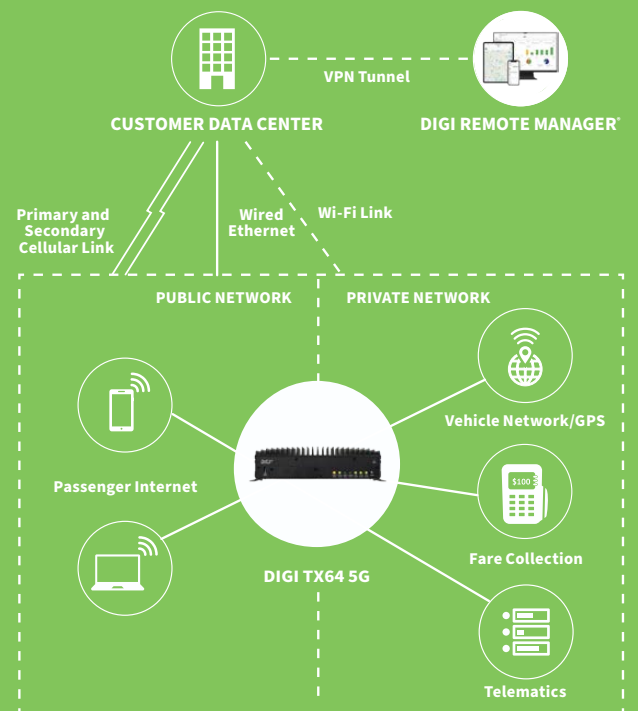 VPN Tunnel
CUSTOMER DATA CENTER
DIGI REMOTE MANAGER®
Primary and
Secondary
Cellular Link
Wired
Ethernet
Wi-Fi Link
PUBLIC NETWORK
PRIVATE NETWORK
Vehicle Network/GPS
Passenger Internet
$100
Fare Collection
DIGI TX64 5G
Telematics